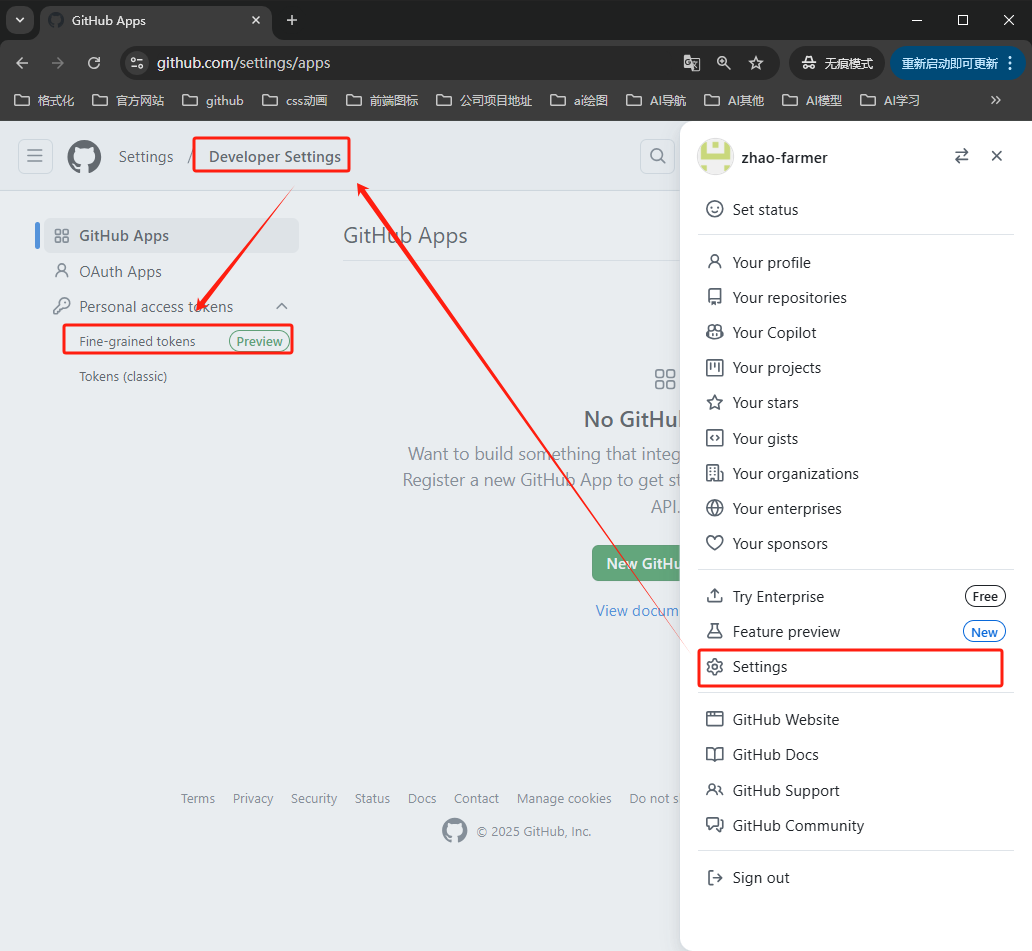 GitHub Apps
github.com/settings/apps
无痕模式
重新启动即可更新
格式化
官方网站
github
css动画
前端图标
公司项目地址
ai绘图
AI导航
AI其他
AI模型
AI学习
Settings / Developer Settings
GitHub Apps
OAuth Apps
Personal access tokens
Fine-grained tokens Preview
Tokens (classic)
GitHub Apps
No GitHu
Want to build something that integ
Register a new GitHub App to get st
API.
New GitHu
View docum
Terms Privacy Security Status Docs Contact Manage cookies Do not s
© 2025 GitHub, Inc.
zhao-farmer
Set status
Your profile
Your repositories
Your Copilot
Your projects
Your stars
Your gists
Your organizations
Your enterprises
Your sponsors
Try Enterprise Free
Feature preview New
Settings
GitHub Website
GitHub Docs
GitHub Support
GitHub Community
Sign out